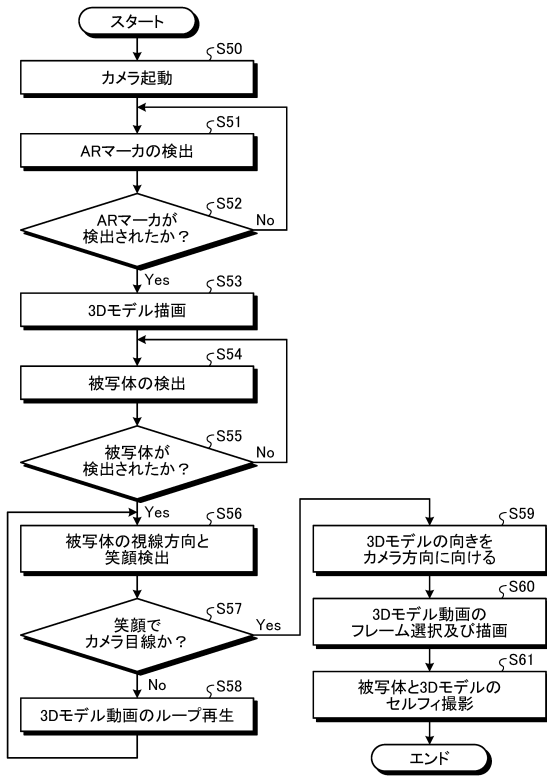 スタート
S50
カメラ起動
S51
ARマーカの検出
S52
ARマーカが
検出されたか？
No
Yes
S53
3Dモデル描画
S54
被写体の検出
S55
被写体が
検出されたか？
No
Yes
S56
被写体の視線方向と
笑顔検出
S57
笑顔で
カメラ目線か？
Yes
No
S58
3Dモデル動画のループ再生
S59
3Dモデルの向きを
カメラ方向に向ける
S60
3Dモデル動画の
フレーム選択及び描画
S61
被写体と3Dモデルの
セルフィ撮影
エンド